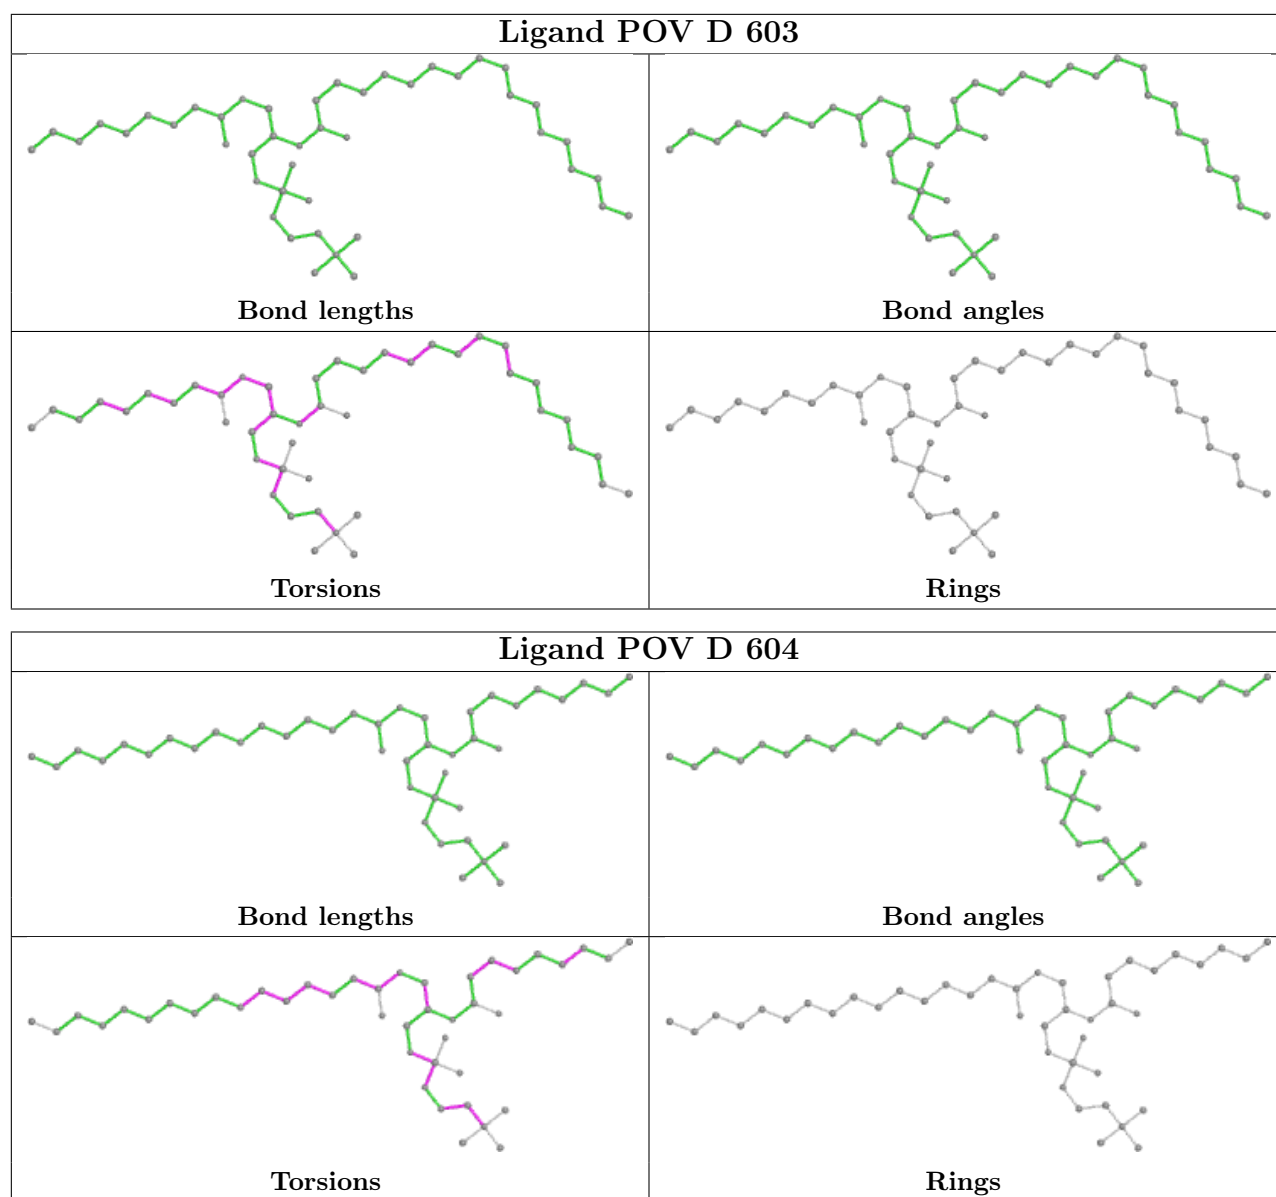 Ligand POV D 603
Bond lengths
Bond angles
Torsions
Rings
Ligand POV D 604
Bond lengths
Bond angles
Torsions
Rings